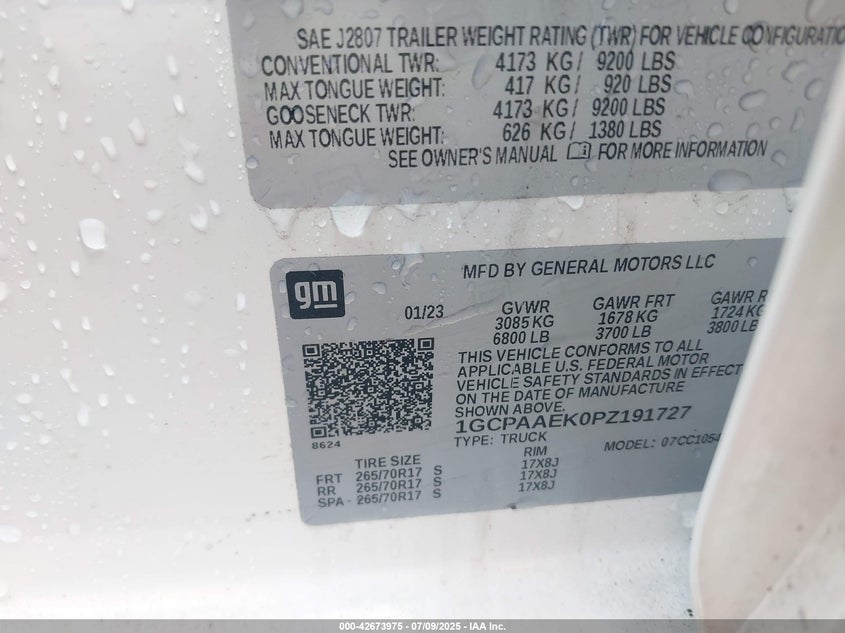 SAE J2807 TRAILER WEIGHT RATING (TWR) FOR VEHICLE CONFIGURATIO
CONVENTIONAL TWR: 4173 KG/ 9200 LBS
MAX TONGUE WEIGHT: 417 KG/ 920 LBS
GOOSENECK TWR: 4173 KG/ 9200 LBS
MAX TONGUE WEIGHT: 626 KG/ 1380 LBS
SEE OWNER'S MANUAL FOR MORE INFORMATION
gm
MFD BY GENERAL MOTORS LLC
01/23 GVWR GAWR FRT GAWR R
3085 KG 1678 KG 1724 KG
6800 LB 3700 LB 3800 LB
THIS VEHICLE CONFORMS TO ALL
APPLICABLE U.S. FEDERAL MOTOR
VEHICLE SAFETY STANDARDS IN EFFECT
ON THE DATE OF MANUFACTURE
SHOWN ABOVE.
1GCPAAEK0PZ191727
8624 TYPE: TRUCK MODEL: 07CC1054
TIRE SIZE RIM
FRT 265/70R17 S 17X8J
RR 265/70R17 S 17X8J
SPA - 265/70R17 S 17X8J
000-42673975 - 07/09/2025 - IAA Inc.